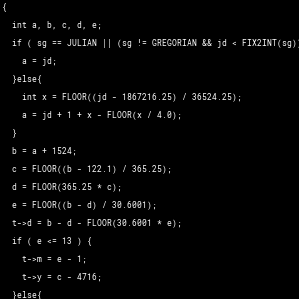 {
int a, b, c, d, e;
if ( sg == JULIAN || (sg != GREGORIAN && jd < FIX2INT(sg))
a = jd;
}else{
int x = FLOOR((jd - 1867216.25) / 36524.25);
a = jd + 1 + x - FLOOR(x / 4.0);
}
b = a + 1524;
c = FLOOR((b - 122.1) / 365.25);
d = FLOOR(365.25 * c);
e = FLOOR((b - d) / 30.6001);
t->d = b - d - FLOOR(30.6001 * e);
if ( e <= 13 ) {
t->m = e - 1;
t->y = c - 4716;
}else{